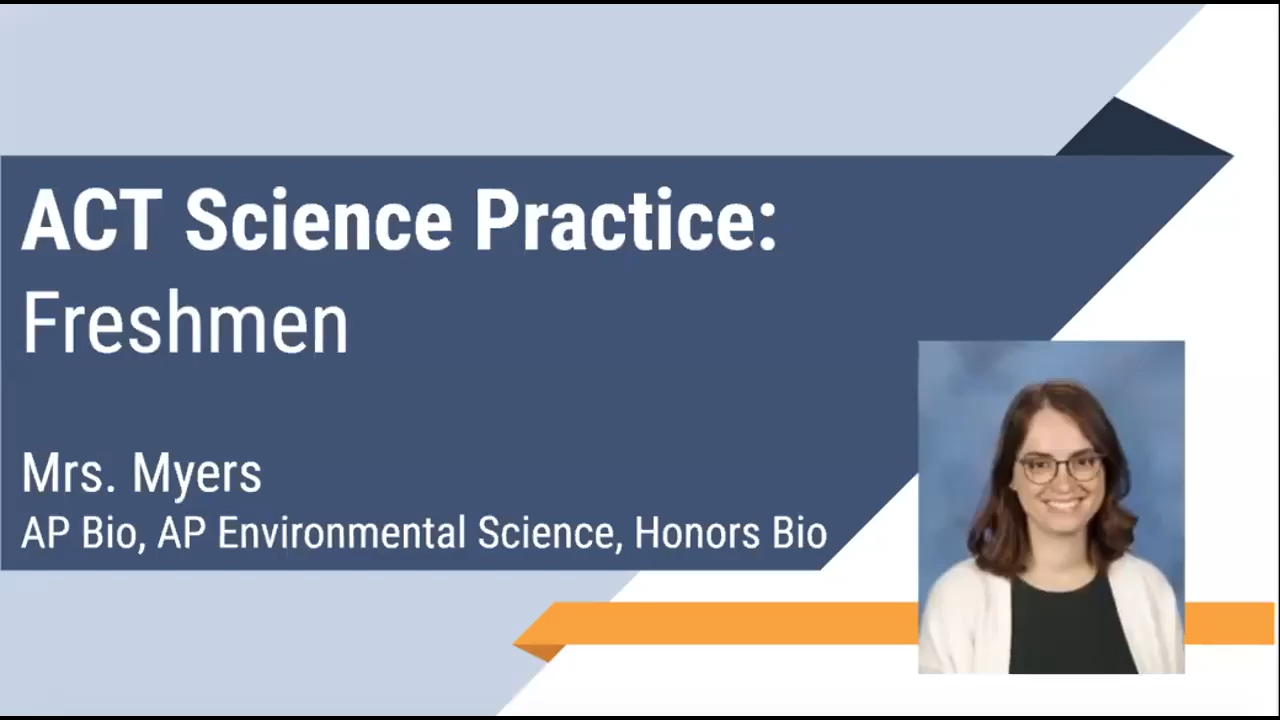 ACT Science Practice:
Freshmen
Mrs. Myers
AP Bio, AP Environmental Science, Honors Bio